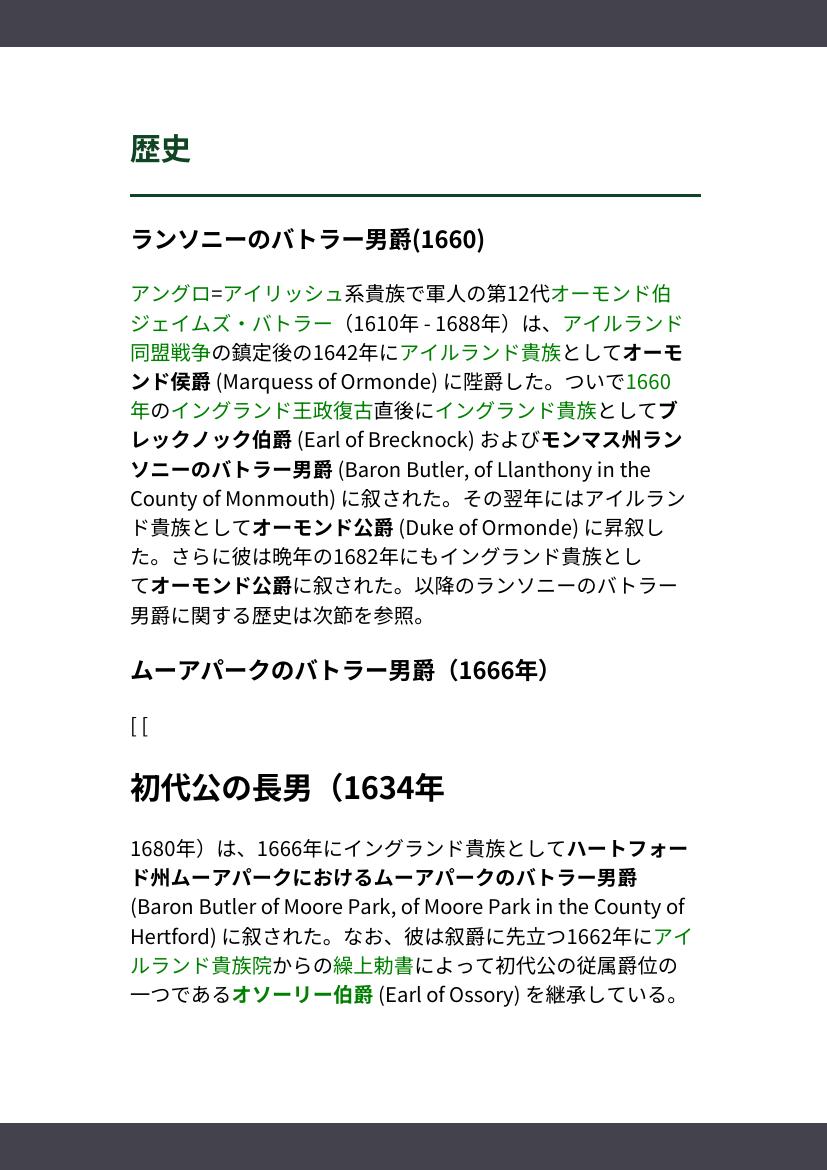 歴史
ランソニーのバトラー男爵(1660)
アングロ=アイリッシュ系貴族で軍人の第12代オーモンド伯
ジェイムズ・バトラー（1610年 - 1688年）は、アイルランド
同盟戦争の鎮定後の1642年にアイルランド貴族としてオーモ
ンド侯爵 (Marquess of Ormonde) に陞爵した。ついで1660
年のイングランド王政復古直後にイングランド貴族としてブ
レックノック伯爵 (Earl of Brecknock) およびモンマス州ラン
ソニーのバトラー男爵 (Baron Butler, of Llanthony in the
County of Monmouth) に叙された。その翌年にはアイルラン
ド貴族としてオーモンド公爵 (Duke of Ormonde) に昇叙し
た。さらに彼は晩年の1682年にもイングランド貴族とし
てオーモンド公爵に叙された。以降のランソニーのバトラー
男爵に関する歴史は次節を参照。
ムーアパークのバトラー男爵（1666年）
[ [
初代公の長男（1634年
1680年）は、1666年にイングランド貴族としてハートフォー
ド州ムーアパークにおけるムーアパークのバトラー男爵
(Baron Butler of Moore Park, of Moore Park in the County of
Hertford) に叙された。なお、彼は叙爵に先立つ1662年にアイ
ルランド貴族院からの繰上勅書によって初代公の従属爵位の
一つであるオソーリー伯爵 (Earl of Ossory) を継承している。